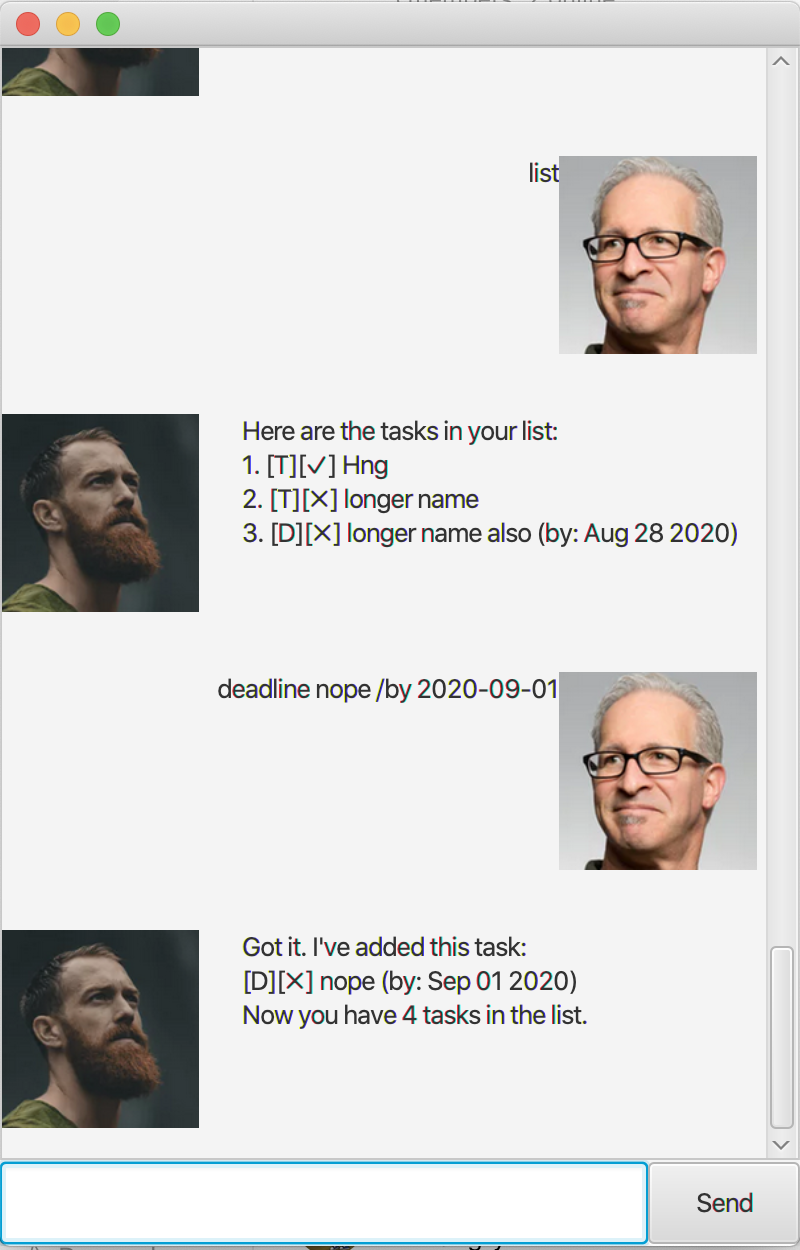 list
Here are the tasks in your list:
1. [T][✓] Hng
2. [T][✕] longer name
3. [D][✕] longer name also (by: Aug 28 2020)
deadline nope /by 2020-09-01
Got it. I've added this task:
[D][✕] nope (by: Sep 01 2020)
Now you have 4 tasks in the list.
Send